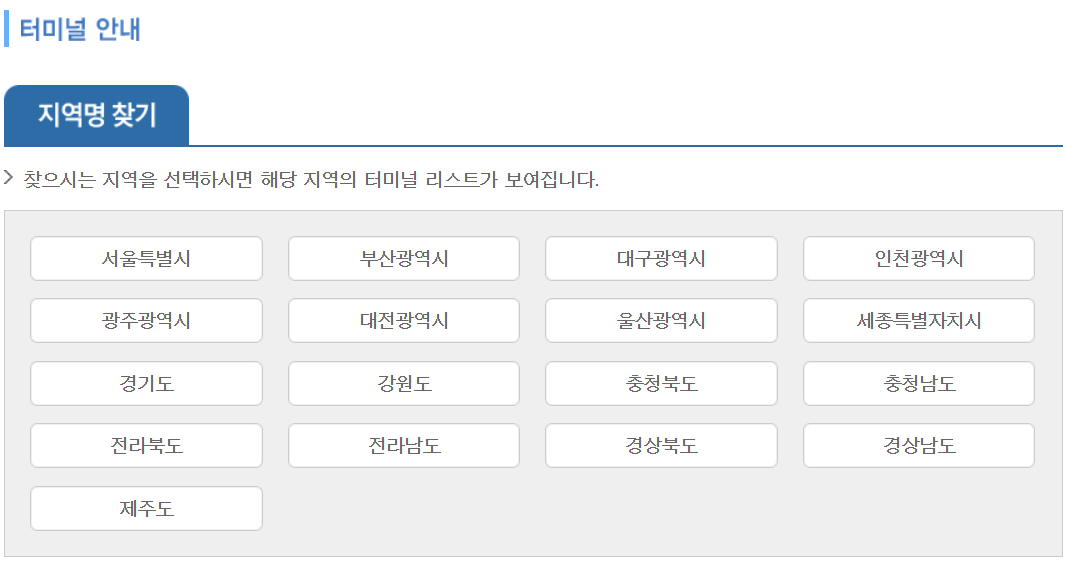 터미널 안내
지역명 찾기
찾으시는 지역을 선택하시면 해당 지역의 터미널 리스트가 보여집니다.
서울특별시 부산광역시 대구광역시 인천광역시
광주광역시 대전광역시 울산광역시 세종특별자치시
경기도 강원도 충청북도 충청남도
전라북도 전라남도 경상북도 경상남도
제주도